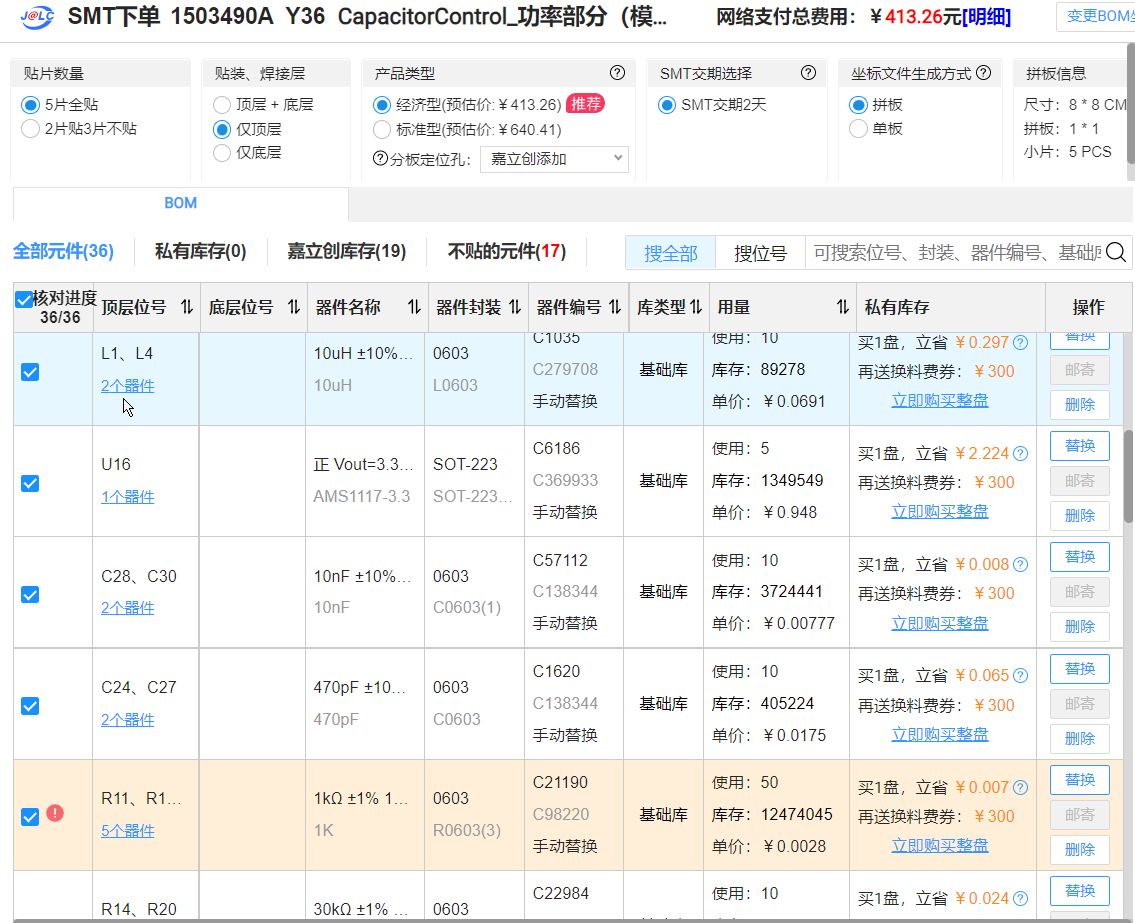 J@LC SMT下单 1503490A Y36 CapacitorControl_功率部分（模... 网络支付总费用：￥413.26元[明细]
贴片数量
5片全贴
2片贴3片不贴
贴装、焊接层
顶层 + 底层
仅顶层
仅底层
产品类型
经济型(预估价:￥413.26) 推荐
标准型(预估价:￥640.41)
分板定位孔： 嘉立创添加
SMT交期选择
SMT交期2天
坐标文件生成方式
拼板
单板
拼板信息
尺寸： 8 * 8 CM
拼板： 1 * 1
小片： 5 PCS
BOM
全部元件(36) 私有库存(0) 嘉立创库存(19) 不贴的元件(17) 搜全部 搜位号 可搜索位号、封装、器件编号、基础
核对进度 36/36 顶层位号 底层位号 器件名称 器件封装 器件编号 库类型 用量 私有库存 操作
L1、L4
2个器件
10uH ±10%...
10uH
0603
L0603
C1035
C279708
手动替换
基础库
使用：10
库存：89278
单价：￥0.0691
买1盘，立省 ￥0.297
再送换料费券：￥300
立即购买整盘
替换
邮寄
删除
U16
1个器件
正 Vout=3.3...
AMS1117-3.3
SOT-223
SOT-223...
C6186
C369933
手动替换
基础库
使用：5
库存：1349549
单价：￥0.948
买1盘，立省 ￥2.224
再送换料费券：￥300
立即购买整盘
替换
邮寄
删除
C28、C30
2个器件
10nF ±10%...
10nF
0603
C0603(1)
C57112
C138344
手动替换
基础库
使用：10
库存：3724441
单价：￥0.00777
买1盘，立省 ￥0.008
再送换料费券：￥300
立即购买整盘
替换
邮寄
删除
C24、C27
2个器件
470pF ±10...
470pF
0603
C0603
C1620
C138344
手动替换
基础库
使用：10
库存：405224
单价：￥0.0175
买1盘，立省 ￥0.065
再送换料费券：￥300
立即购买整盘
替换
邮寄
删除
R11、R1...
5个器件
1kΩ ±1% 1...
1K
0603
R0603(3)
C21190
C98220
手动替换
基础库
使用：50
库存：12474045
单价：￥0.0028
买1盘，立省 ￥0.007
再送换料费券：￥300
立即购买整盘
替换
邮寄
删除
R14、R20
30kΩ ±1% ...
0603
C22984
使用：10
买1盘，立省 ￥0.024
替换